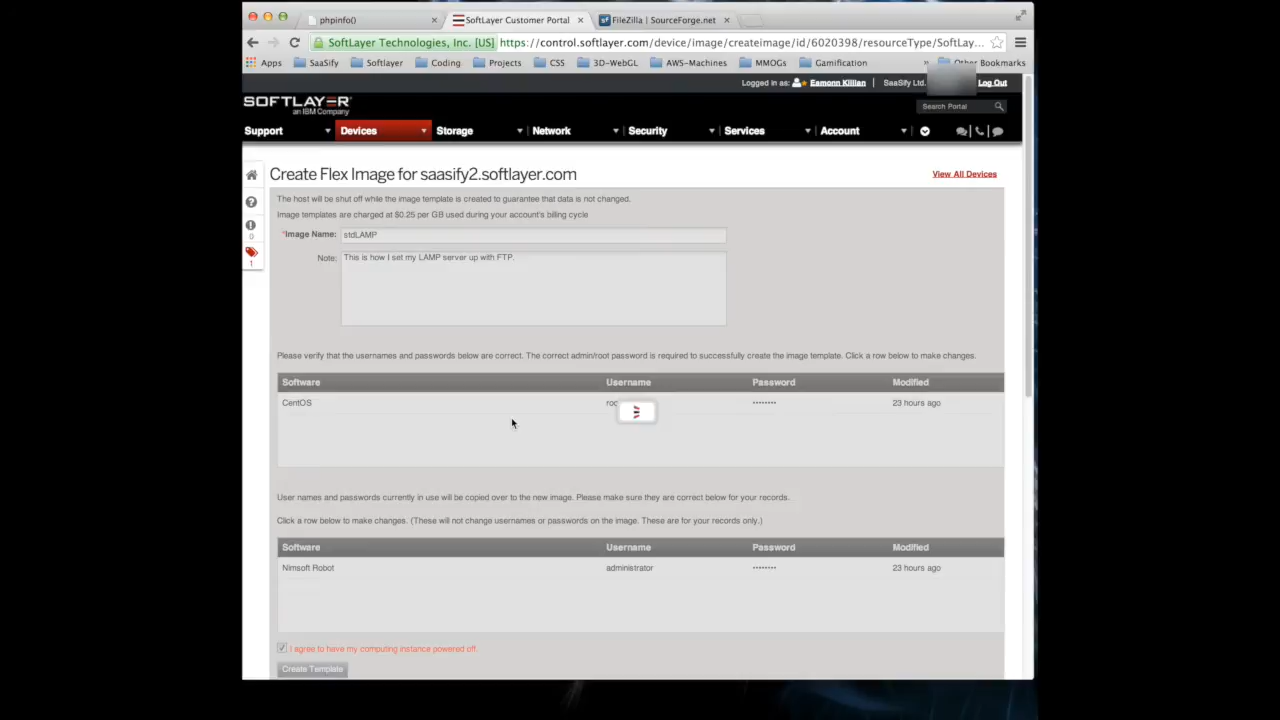 phpinfo()
SoftLayer Customer Portal
FileZilla | SourceForge.net
SoftLayer Technologies, Inc. [US] https://control.softlayer.com/device/image/createimage/id/6020398/resourceType/SoftLay...
Apps SaaSify Softlayer Coding Projects CSS 3D-WebGL AWS-Machines MMOGs Gamification » Other Bookmarks
Logged in as: Eamonn Killian SaaSify Ltd. Log Out
SOFTLAYER
an IBM Company
Search Portal
Support Devices Storage Network Security Services Account
Create Flex Image for saasify2.softlayer.com
View All Devices
The host will be shut off while the image template is created to guarantee that data is not changed.
Image templates are charged at $0.25 per GB used during your account's billing cycle
0
1
*Image Name: stdLAMP
Note: This is how I set my LAMP server up with FTP.
Please verify that the usernames and passwords below are correct. The correct admin/root password is required to successfully create the image template. Click a row below to make changes.
Software Username Password Modified
CentOS •••••••• 23 hours ago
User names and passwords currently in use will be copied over to the new image. Please make sure they are correct below for your records.
Click a row below to make changes. (These will not change usernames or passwords on the image. These are for your records only.)
Software Username Password Modified
Nimsoft Robot administrator •••••••• 23 hours ago
I agree to have my computing instance powered off.
Create Template